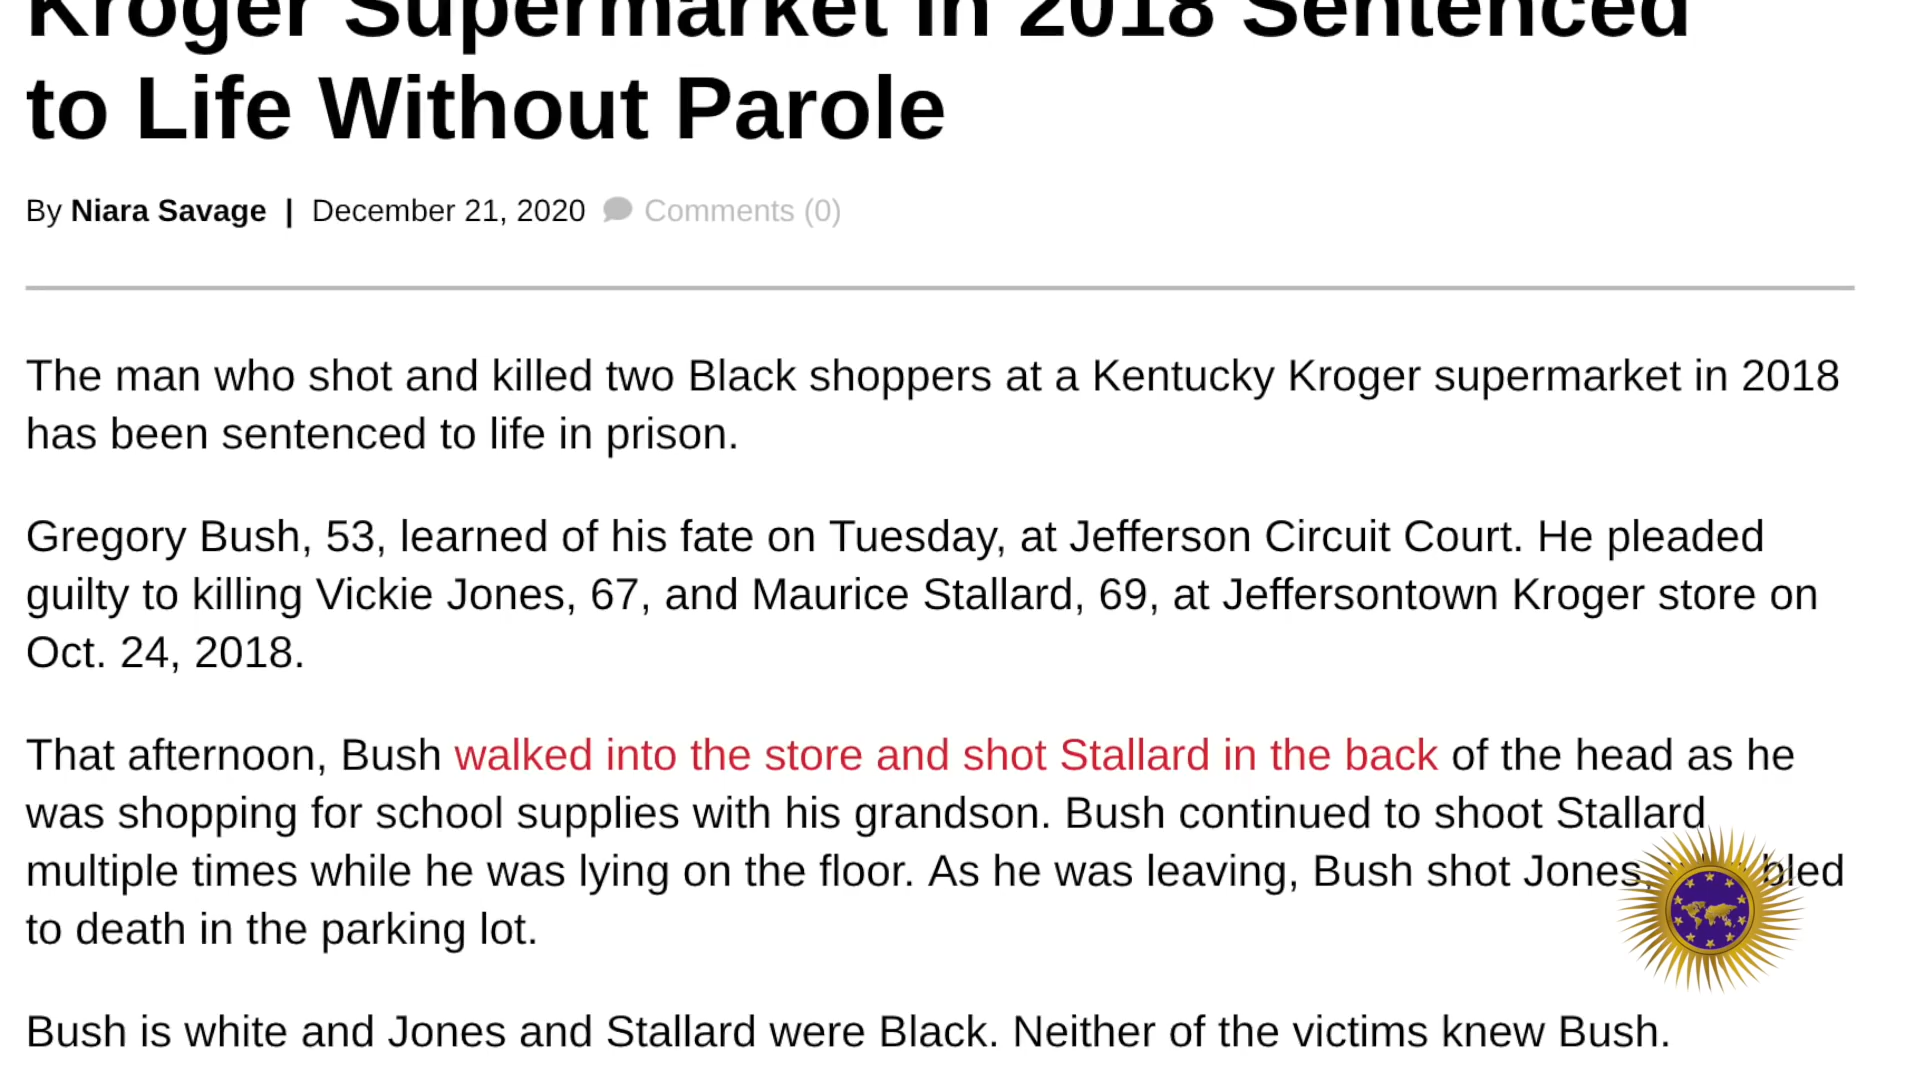 Kroger Supermarket in 2018 Sentenced
to Life Without Parole
By Niara Savage | December 21, 2020 Comments (0)
The man who shot and killed two Black shoppers at a Kentucky Kroger supermarket in 2018
has been sentenced to life in prison.
Gregory Bush, 53, learned of his fate on Tuesday, at Jefferson Circuit Court. He pleaded
guilty to killing Vickie Jones, 67, and Maurice Stallard, 69, at Jeffersontown Kroger store on
Oct. 24, 2018.
That afternoon, Bush walked into the store and shot Stallard in the back of the head as he
was shopping for school supplies with his grandson. Bush continued to shoot Stallard
multiple times while he was lying on the floor. As he was leaving, Bush shot Jones, bled
to death in the parking lot.
Bush is white and Jones and Stallard were Black. Neither of the victims knew Bush.